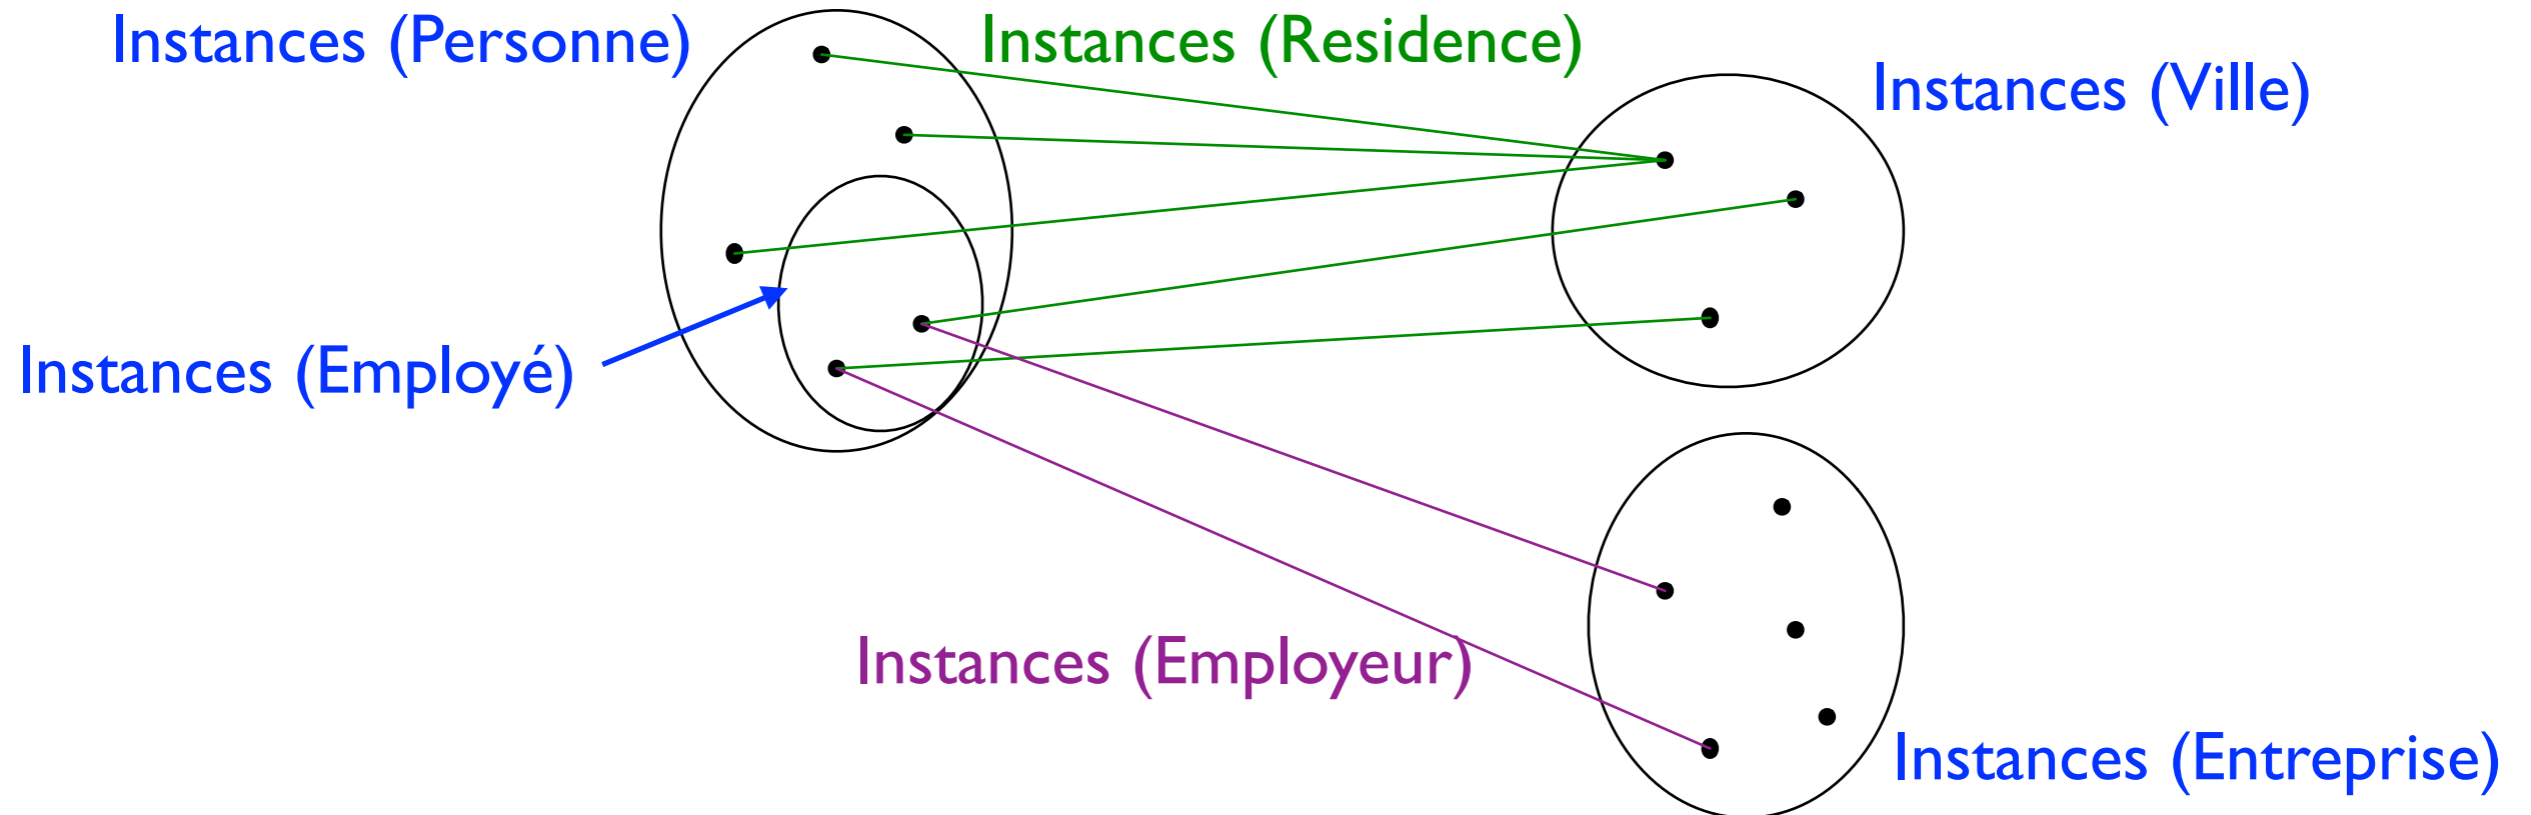 Instances (Personne)
Instances (Residence)
Instances (Ville)
Instances (Employé)
Instances (Employeur)
Instances (Entreprise)